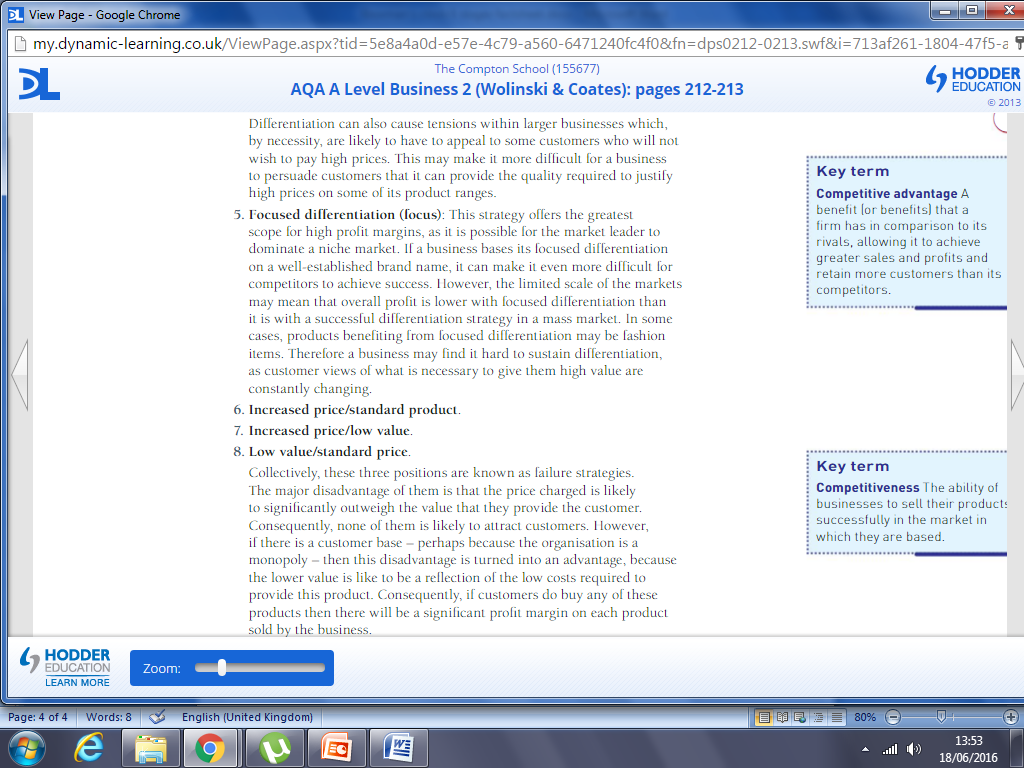 View Page - Google Chrome
my.dynamic-learning.co.uk/ViewPage.aspx?tid=5e8a4a0d-e57e-4c79-a560-6471240fc4f0&fn=dps0212-0213.swf&i=713af261-1804-47f5-a
DL
The Compton School (155677)
AQA A Level Business 2 (Wolinski & Coates): pages 212-213
HODDER
EDUCATION
© 2013
Differentiation can also cause tensions within larger businesses which,
by necessity, are likely to have to appeal to some customers who will not
wish to pay high prices. This may make it more difficult for a business
to persuade customers that it can provide the quality required to justify
high prices on some of its product ranges.
5. Focused differentiation (focus): This strategy offers the greatest
scope for high profit margins, as it is possible for the market leader to
dominate a niche market. If a business bases its focused differentiation
on a well-established brand name, it can make it even more difficult for
competitors to achieve success. However, the limited scale of the markets
may mean that overall profit is lower with focused differentiation than
it is with a successful differentiation strategy in a mass market. In some
cases, products benefiting from focused differentiation may be fashion
items. Therefore a business may find it hard to sustain differentiation,
as customer views of what is necessary to give them high value are
constantly changing.
6. Increased price/standard product.
7. Increased price/low value.
8. Low value/standard price.
Collectively, these three positions are known as failure strategies.
The major disadvantage of them is that the price charged is likely
to significantly outweigh the value that they provide the customer.
Consequently, none of them is likely to attract customers. However,
if there is a customer base – perhaps because the organisation is a
monopoly – then this disadvantage is turned into an advantage, because
the lower value is like to be a reflection of the low costs required to
provide this product. Consequently, if customers do buy any of these
products then there will be a significant profit margin on each product
sold by the business.
Key term
Competitive advantage A
benefit (or benefits) that a
firm has in comparison to its
rivals, allowing it to achieve
greater sales and profits and
retain more customers than its
competitors.
Key term
Competitiveness The ability of
businesses to sell their products
successfully in the market in
which they are based.
HODDER
EDUCATION
LEARN MORE
Zoom:
Page: 4 of 4
Words: 8
English (United Kingdom)
80%
13:53
18/06/2016